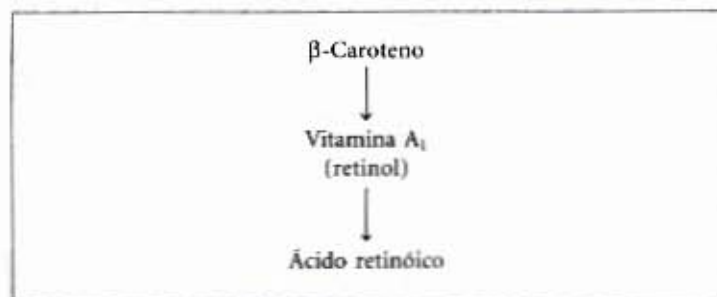 β-Caroteno
Vitamina A₁
(retinol)
Ácido retinóico